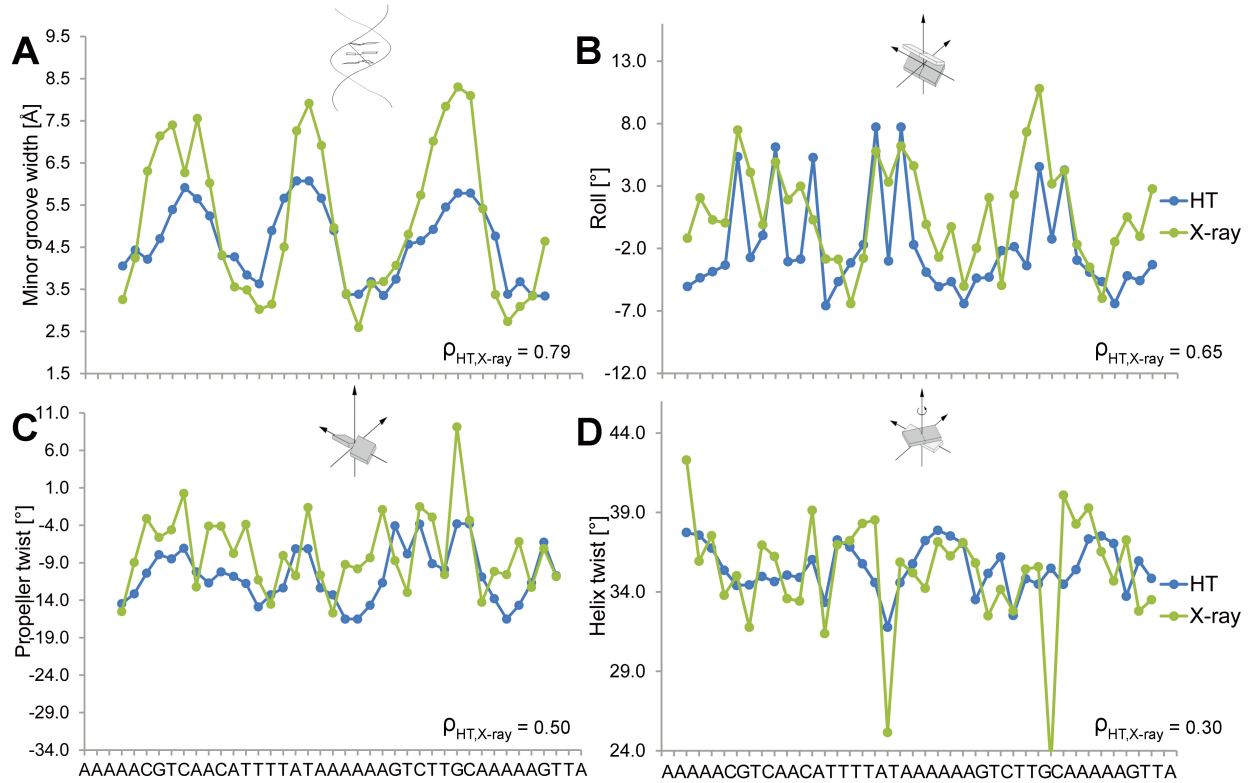 A
9.5
8.5
7.5
6.5
5.5
4.5
3.5
2.5
1.5
Minor groove width [Å]
ρHT,X-ray = 0.79
B
13.0
8.0
3.0
-2.0
-7.0
-12.0
Roll [°]
HT
X-ray
ρHT,X-ray = 0.65
C
11.0
6.0
1.0
-4.0
-9.0
-14.0
-19.0
-24.0
-29.0
-34.0
Propeller twist [°]
ρHT,X-ray = 0.50
AAAAACGTCAACATTTTATAAAAAAGTCTTGCAAAAAGTTA
D
44.0
39.0
34.0
29.0
24.0
Helix twist [°]
HT
X-ray
ρHT,X-ray = 0.30
AAAAACGTCAACATTTTATAAAAAAGTCTTGCAAAAAGTTA